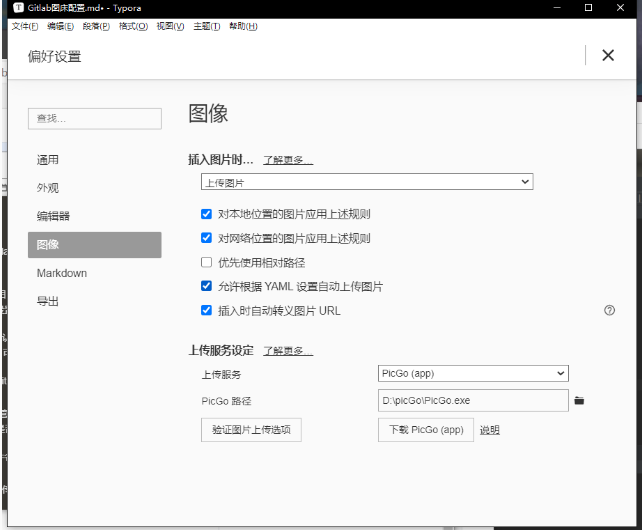 Gitlab图床配置.md• - Typora
文件(F) 编辑(E) 段落(P) 格式(O) 视图(V) 主题(T) 帮助(H)
偏好设置
图像
查找...
插入图片时... 了解更多...
通用
上传图片
外观
对本地位置的图片应用上述规则
编辑器
对网络位置的图片应用上述规则
图像
优先使用相对路径
Markdown
允许根据 YAML 设置自动上传图片
导出
插入时自动转义图片 URL
上传服务设定 了解更多...
上传服务 PicGo (app)
PicGo 路径 D:\picGo\PicGo.exe
验证图片上传选项 下载 PicGo (app) 说明